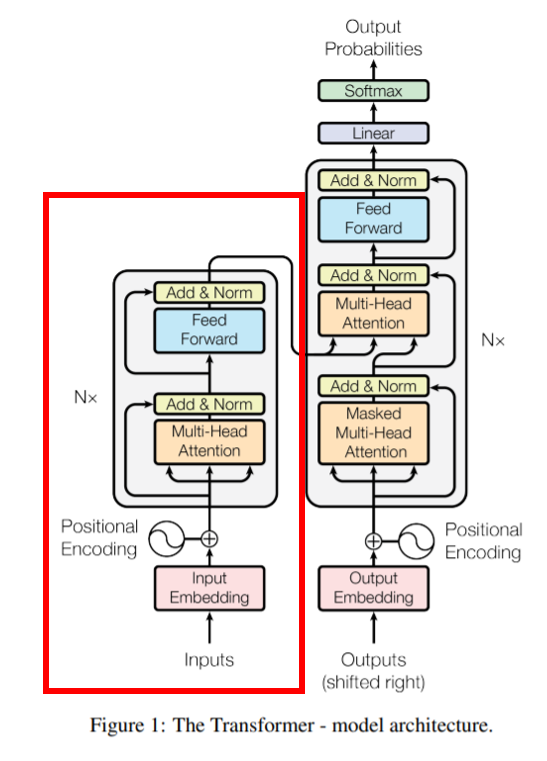 Output
Probabilities
Softmax
Linear
Add & Norm
Feed
Forward
Add & Norm
Multi-Head
Attention
Nx
Add & Norm
Masked
Multi-Head
Attention
Positional
Encoding
Output
Embedding
Outputs
(shifted right)
Add & Norm
Feed
Forward
Nx
Add & Norm
Multi-Head
Attention
Positional
Encoding
Input
Embedding
Inputs
Figure 1: The Transformer - model architecture.